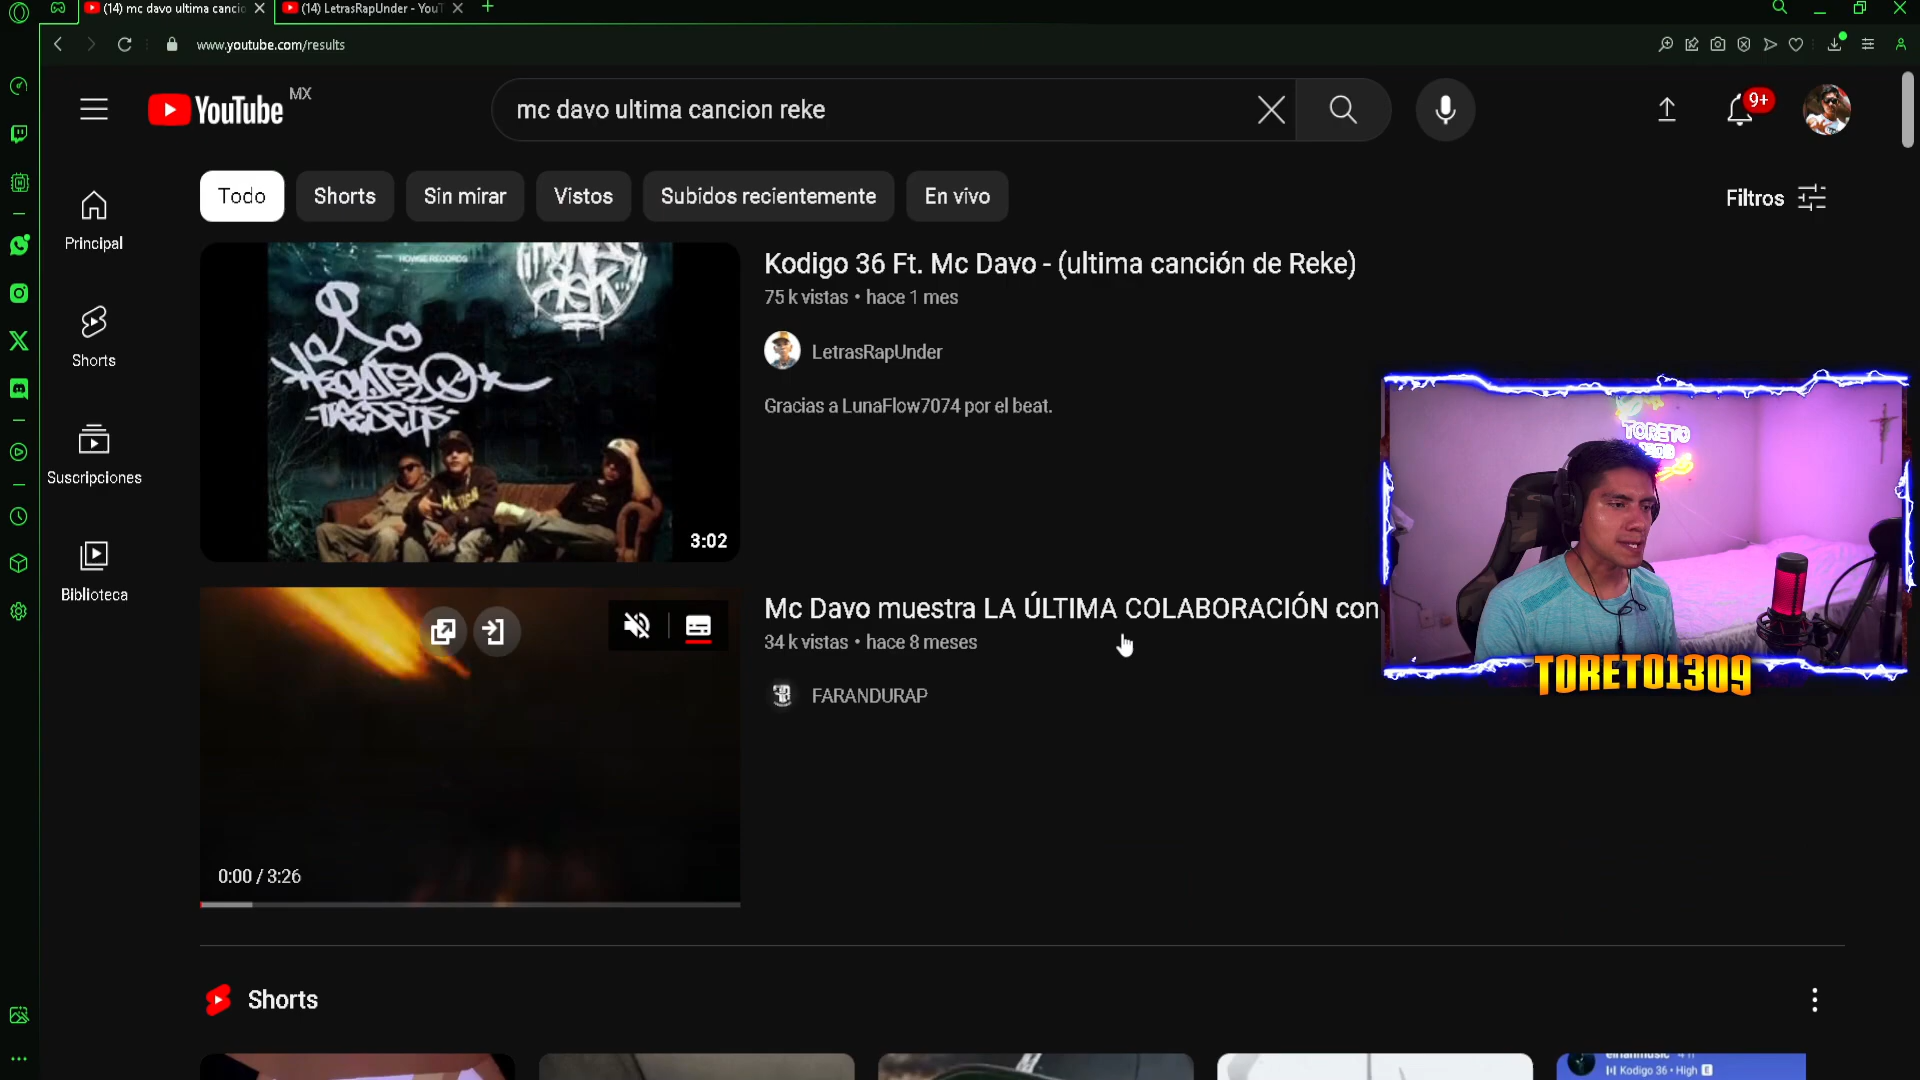 (14) mc davo ultima cancio
(14) LetrasRapUnder - YouT
www.youtube.com/results
YouTube MX
mc davo ultima cancion reke
9+
Todo
Shorts
Sin mirar
Vistos
Subidos recientemente
En vivo
Filtros
Principal
Shorts
Suscripciones
Biblioteca
HOWSE RECORDS
3:02
Kodigo 36 Ft. Mc Davo - (ultima canción de Reke)
75 k vistas • hace 1 mes
LetrasRapUnder
Gracias a LunaFlow7074 por el beat.
TORETO
TORETO1309
Mc Davo muestra LA ÚLTIMA COLABORACIÓN con
34 k vistas • hace 8 meses
FARANDURAP
0:00 / 3:26
Shorts
Kodigo 36 • High E